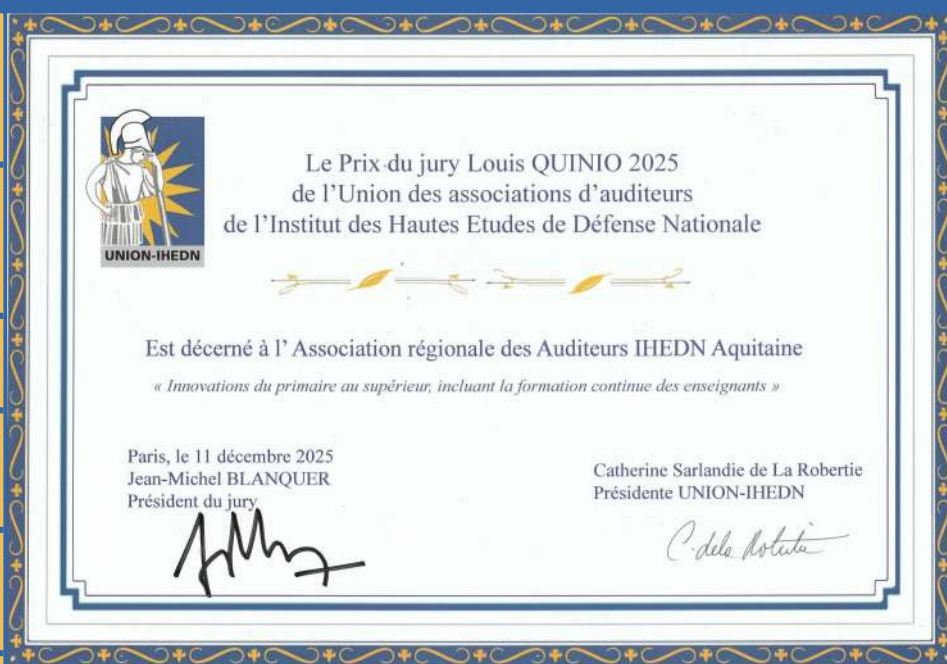 UNION-IHEDN
Le Prix du jury Louis QUINIO 2025
de l'Union des associations d'auditeurs
de l'Institut des Hautes Etudes de Défense Nationale
Est décerné à l' Association régionale des Auditeurs IHEDN Aquitaine
« Innovations du primaire au supérieur, incluant la formation continue des enseignants »
Paris, le 11 décembre 2025
Jean-Michel BLANQUER
Président du jury
Catherine Sarlandie de La Robertie
Présidente UNION-IHEDN
C. de la Robertie